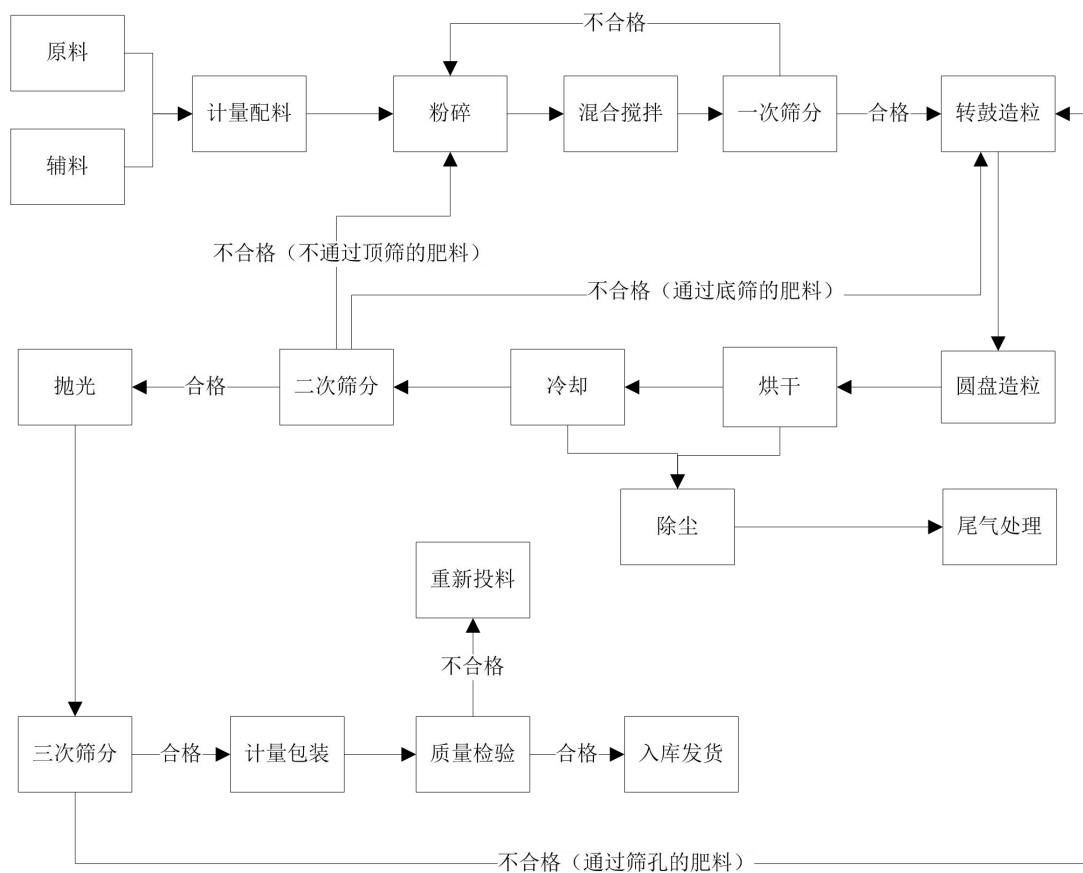 不合格
原料
计量配料
粉碎
混合搅拌
一次筛分
合格
转鼓造粒
辅料
不合格（不通过顶筛的肥料）
不合格（通过底筛的肥料）
抛光
合格
二次筛分
冷却
烘干
圆盘造粒
除尘
尾气处理
重新投料
不合格
三次筛分
合格
计量包装
质量检验
合格
入库发货
不合格（通过筛孔的肥料）